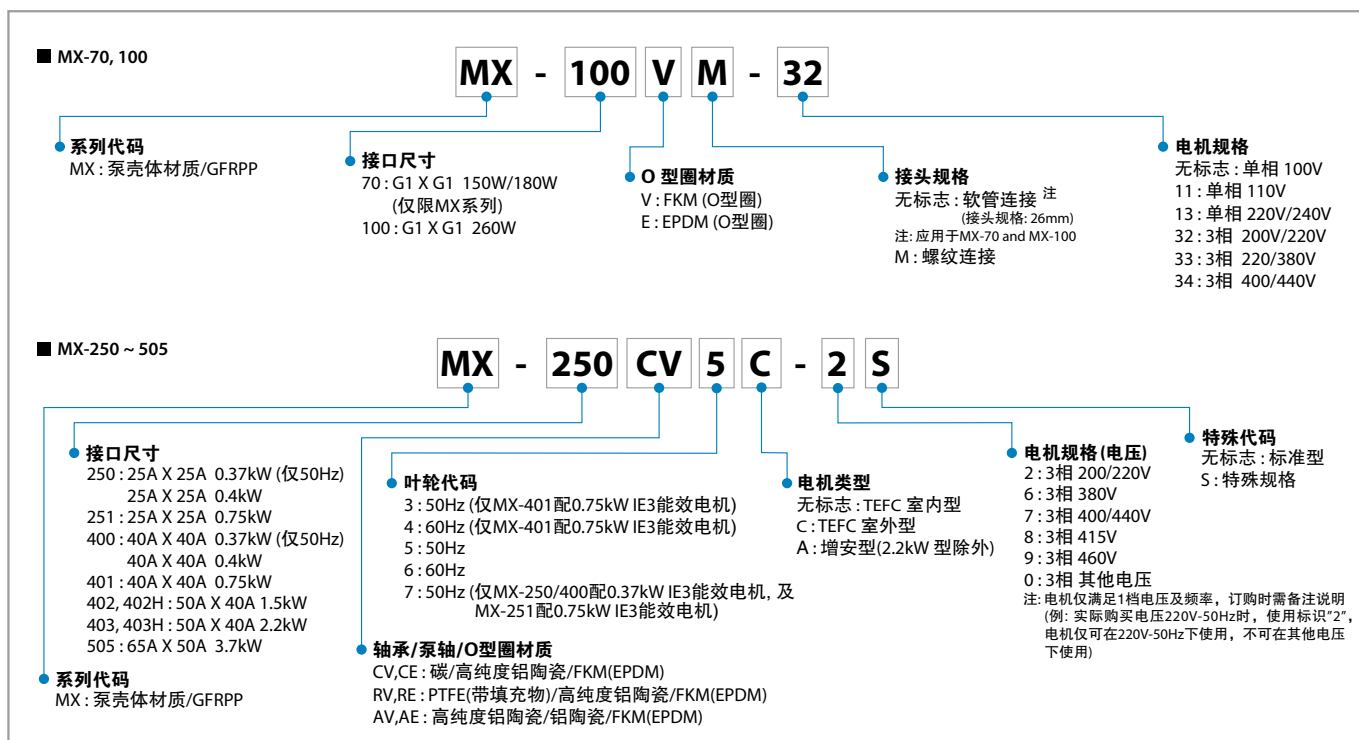 ■ MX-70, 100
MX - 100 V M - 32
系列代码
MX : 泵壳体材质/GFRPP
接口尺寸
70 : G1 X G1 150W/180W
(仅限MX系列)
100 : G1 X G1 260W
O 型圈材质
V : FKM (O型圈)
E : EPDM (O型圈)
接头规格
无标志 : 软管连接 注
(接头规格: 26mm)
注: 应用于MX-70 and MX-100
M : 螺纹连接
电机规格
无标志 : 单相 100V
11 : 单相 110V
13 : 单相 220V/240V
32 : 3相 200V/220V
33 : 3相 220/380V
34 : 3相 400/440V
■ MX-250 ~ 505
MX - 250 CV 5 C - 2 S
接口尺寸
250 : 25A X 25A 0.37kW (仅50Hz)
25A X 25A 0.4kW
251 : 25A X 25A 0.75kW
400 : 40A X 40A 0.37kW (仅50Hz)
40A X 40A 0.4kW
401 : 40A X 40A 0.75kW
402, 402H : 50A X 40A 1.5kW
403, 403H : 50A X 40A 2.2kW
505 : 65A X 50A 3.7kW
系列代码
MX : 泵壳体材质/GFRPP
叶轮代码
3 : 50Hz (仅MX-401配0.75kW IE3能效电机)
4 : 60Hz (仅MX-401配0.75kW IE3能效电机)
5 : 50Hz
6 : 60Hz
7 : 50Hz (仅MX-250/400配0.37kW IE3能效电机, 及
MX-251配0.75kW IE3能效电机)
轴承/泵轴/O型圈材质
CV,CE : 碳/高纯度铝陶瓷/FKM(EPDM)
RV,RE : PTFE(带填充物)/高纯度铝陶瓷/FKM(EPDM)
AV,AE : 高纯度铝陶瓷/铝陶瓷/FKM(EPDM)
电机类型
无标志 : TEFC 室内型
C : TEFC 室外型
A : 增安型(2.2kW 型除外)
电机规格(电压)
2 : 3相 200/220V
6 : 3相 380V
7 : 3相 400/440V
8 : 3相 415V
9 : 3相 460V
0 : 3相 其他电压
注: 电机仅满足1档电压及频率，订购时需备注说明
(例: 实际购买电压220V-50Hz时，使用标识“2”，
电机仅可在220V-50Hz下使用，不可在其他电压
下使用)
特殊代码
无标志 : 标准型
S : 特殊规格